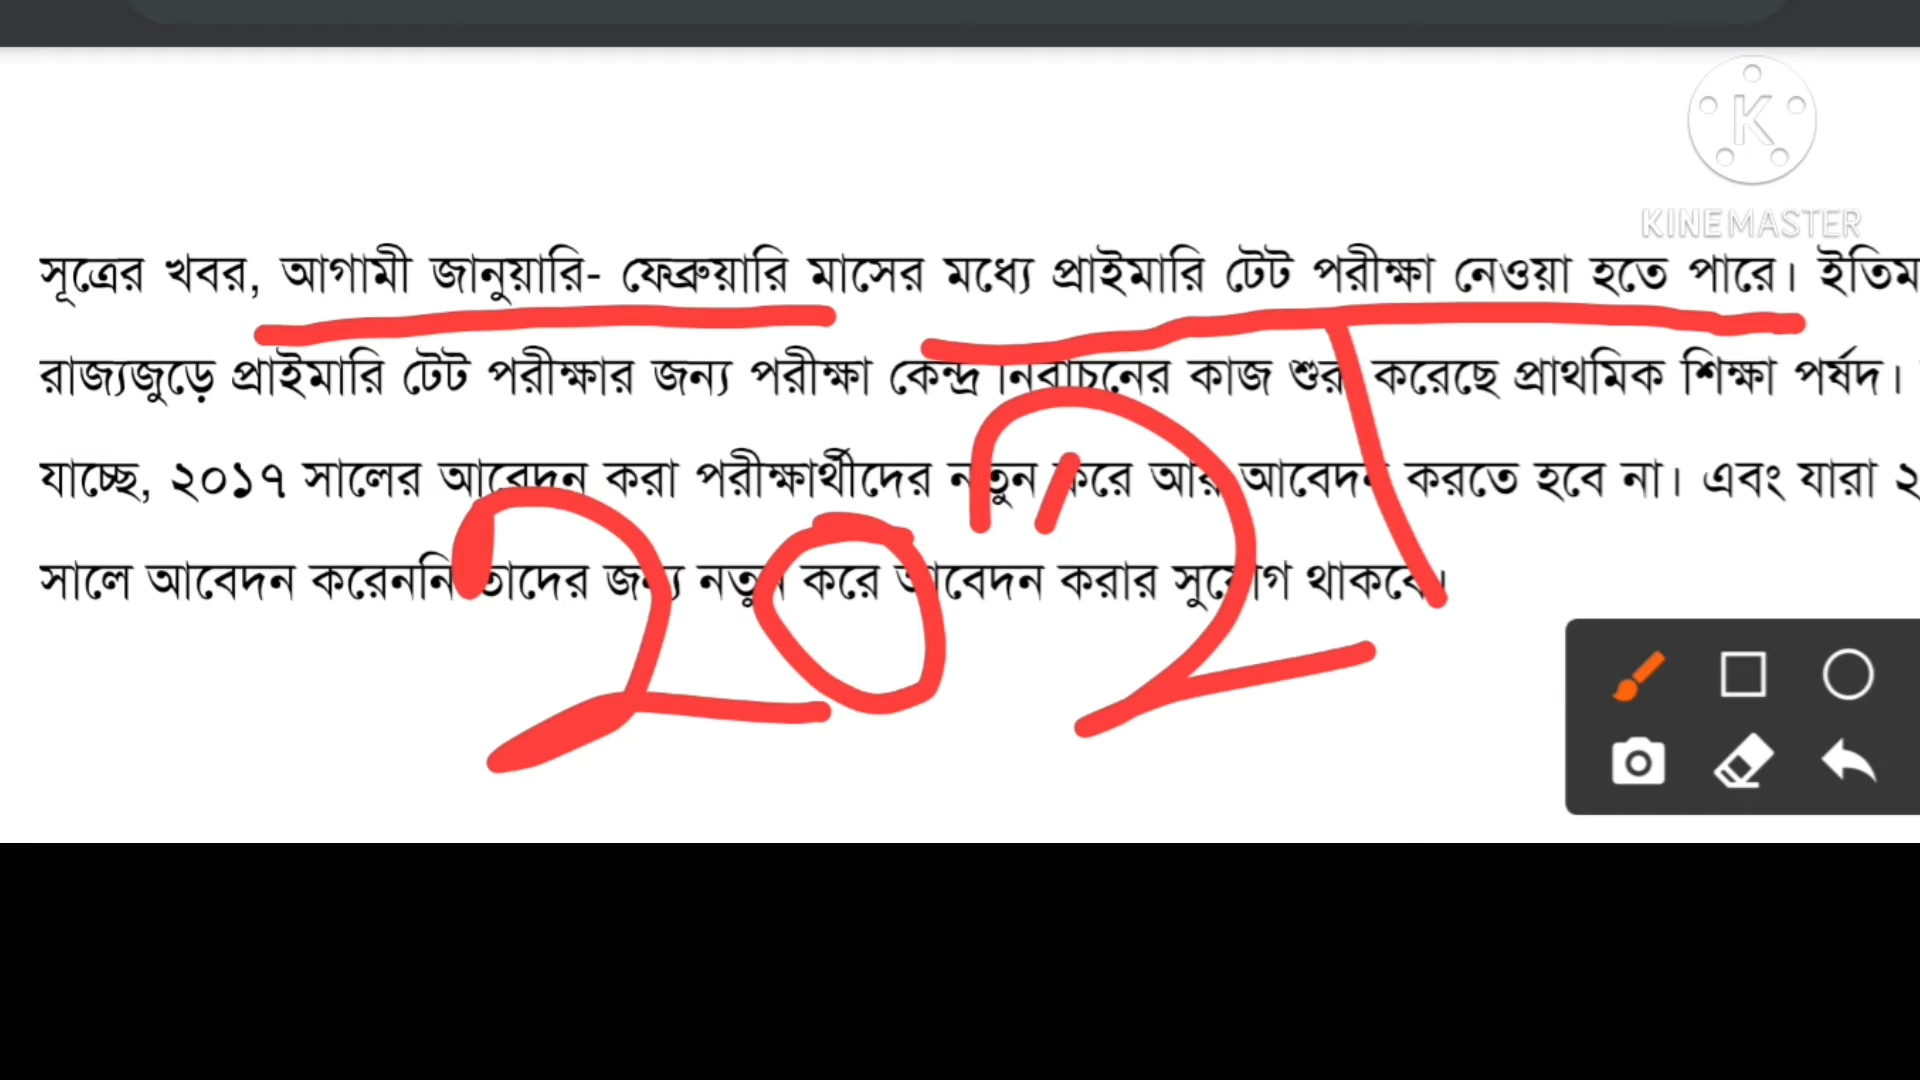 KINEMASTER
সূত্রের খবর, আগামী জানুয়ারি- ফেব্রুয়ারি মাসের মধ্যে প্রাইমারি টেট পরীক্ষা নেওয়া হতে পারে। ইতিম
রাজ্যজুড়ে প্রাইমারি টেট পরীক্ষার জন্য পরীক্ষা কেন্দ্র নির্বাচনের কাজ শুরু করেছে প্রাথমিক শিক্ষা পর্ষদ।
যাচ্ছে, ২০১৭ সালের আবেদন করা পরীক্ষার্থীদের নতুন করে আর আবেদন করতে হবে না। এবং যারা ২
সালে আবেদন করেননি তাদের জন্য নতুন করে আবেদন করার সুযোগ থাকবে।
2021